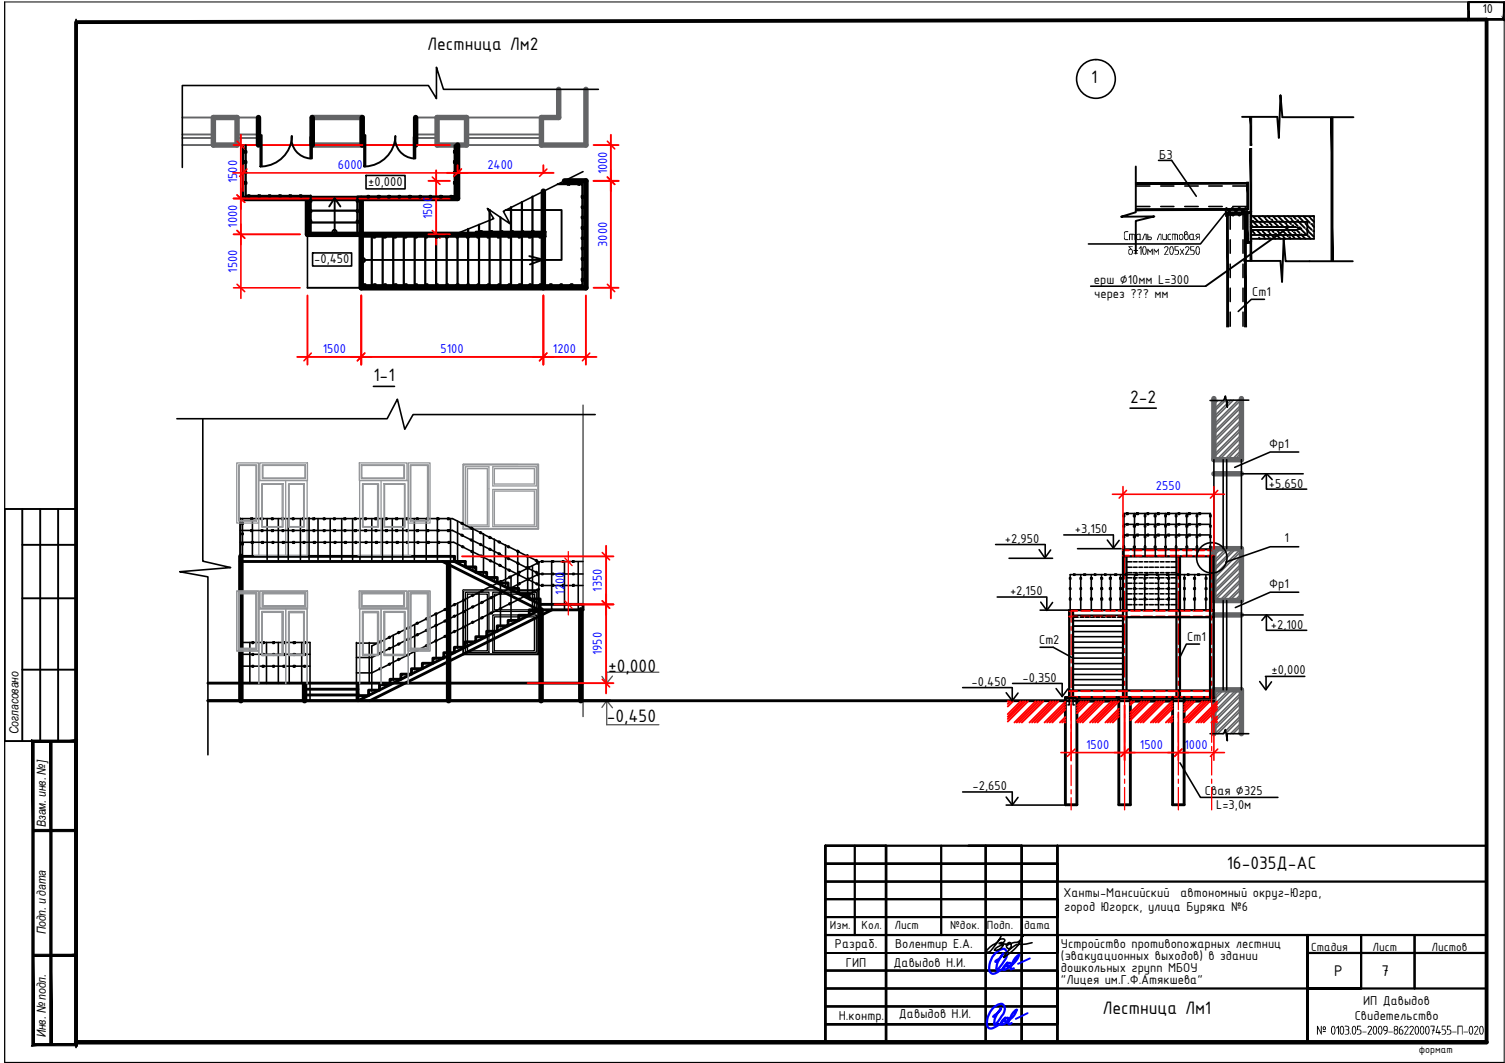 10
Лестница Лм2
1500
6000
2400
1000
±0,000
150
1000
3000
1500
-0,450
1500
5100
1200
1
Б3
Сталь листовая
δ=10мм 205х250
ерш Ф10мм L=300
через ??? мм
Ст1
1-1
1200
1350
1950
±0,000
-0,450
2-2
Фр1
+5,650
2550
+3,150
+2,950
1
Фр1
+2,150
+2,100
Ст2
Ст1
±0,000
-0,450
-0,350
1500
1500
1000
-2,650
Свая Ф325
L=3,0м
Согласовано
Взам. инв. №
Подп. и дата
Инв. № подп.
16-035Д-АС
Ханты-Мансийский автономный округ-Югра,
город Югорск, улица Буряка №6
Изм. Кол. Лист №док. Подп. дата
Разраб. Волентир Е.А.
ГИП Давыдов Н.И.
Н.контр. Давыдов Н.И.
Устройство противопожарных лестниц
(эвакуационных выходов) в здании
дошкольных групп МБОУ
"Лицея им.Г.Ф.Атякшева"
Стадия Лист Листов
Р 7
Лестница Лм1
ИП Давыдов
Свидетельство
№ 0103.05-2009-86220007455-П-020
формат